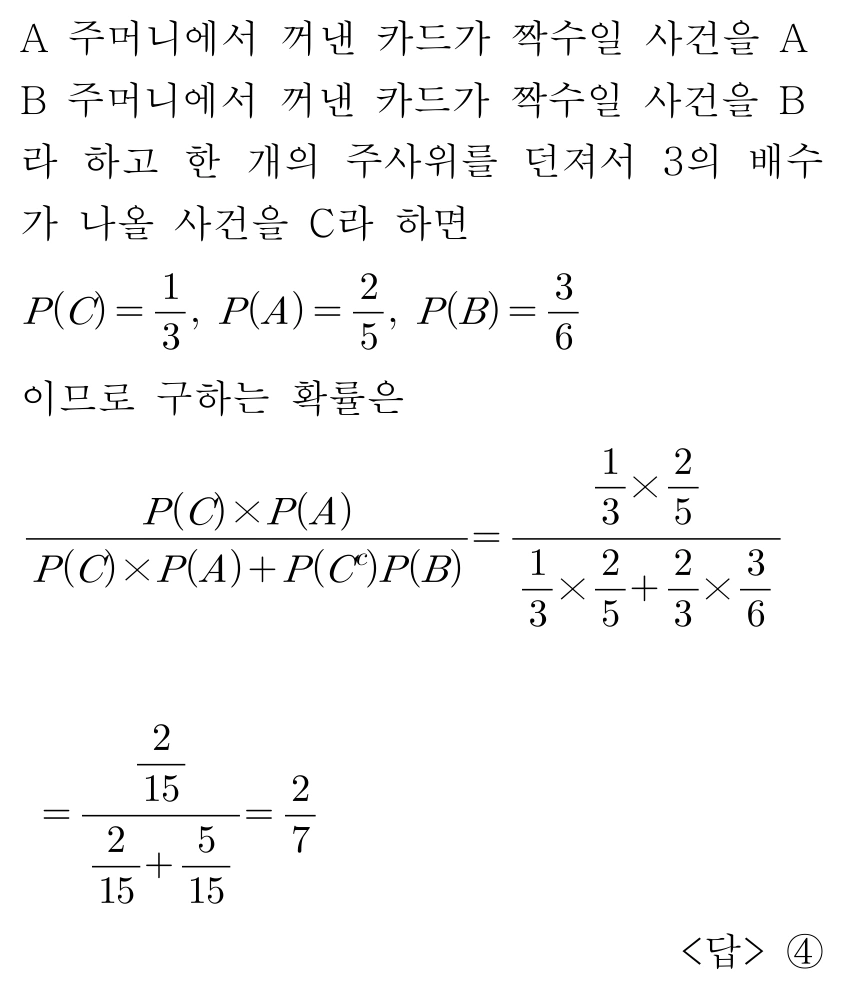 A 주머니에서 꺼낸 카드가 짝수일 사건을 A
B 주머니에서 꺼낸 카드가 짝수일 사건을 B
라 하고 한 개의 주사위를 던져서 3의 배수
가 나올 사건을 C라 하면
P(C)=1/3, P(A)=2/5, P(B)=3/6
이므로 구하는 확률은
P(C)×P(A)/(P(C)×P(A)+P(Cᶜ)P(B))=(1/3×2/5)/(1/3×2/5+2/3×3/6)
=(2/15)/(2/15+5/15)=2/7
<답> ④